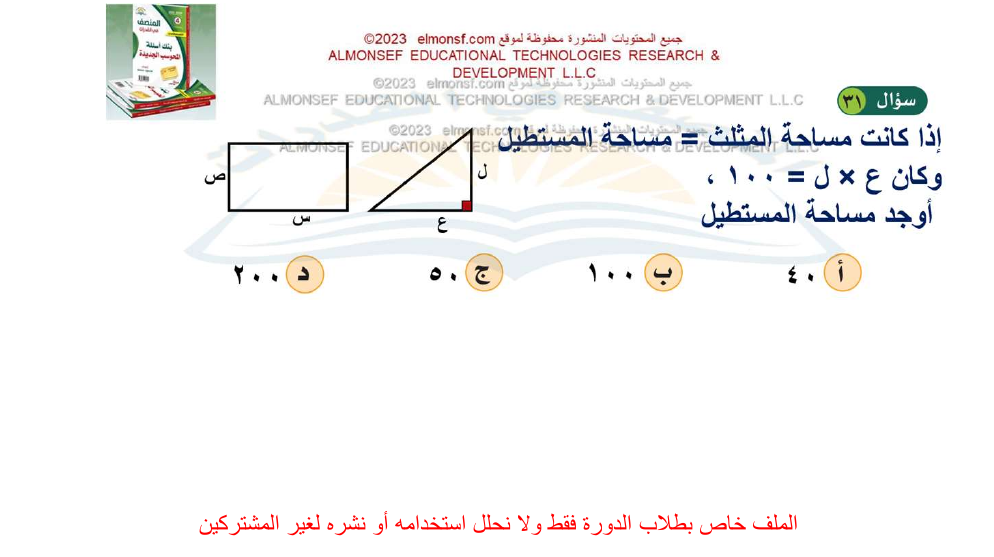 جميع المحتويات المنشورة محفوظة لموقع elmonsf.com ©2023
ALMONSEF EDUCATIONAL TECHNOLOGIES RESEARCH &
DEVELOPMENT L.L.C
جميع المحتويات المنشورة محفوظة لموقع elmonsf.com ©2023
ALMONSEF EDUCATIONAL TECHNOLOGIES RESEARCH & DEVELOPMENT L.L.C
سؤال ٣١
جميع المحتويات المنشورة محفوظة لموقع elmonsf.com ©2023
ALMONSEF EDUCATIONAL TECHNOLOGIES RESEARCH & DEVELOPMENT L.L.C
إذا كانت مساحة المثلث = مساحة المستطيل
وكان ع × ل = ١٠٠ ،
أوجد مساحة المستطيل
ل
ع
ص
س
أ ٤٠
ب ١٠٠
ج ٥٠
د ٢٠٠
المنصف
بنك أسئلة
المحوسب الجديدة
الملف خاص بطلاب الدورة فقط ولا نحلل استخدامه أو نشره لغير المشتركين